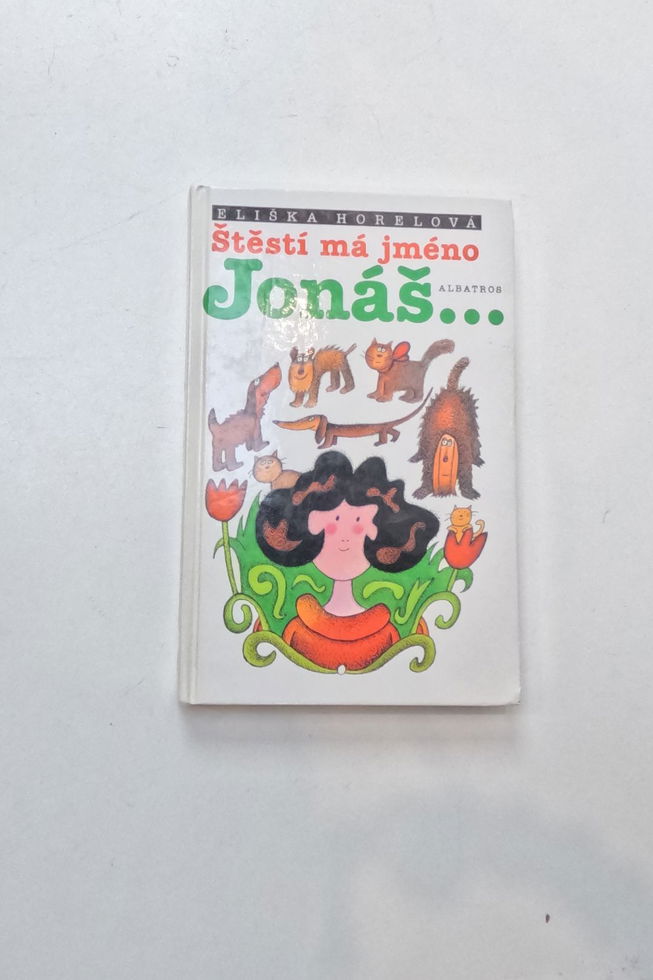 ELIŠKA HORELOVÁ
Štěstí má jméno
Jonáš...
ALBATROS